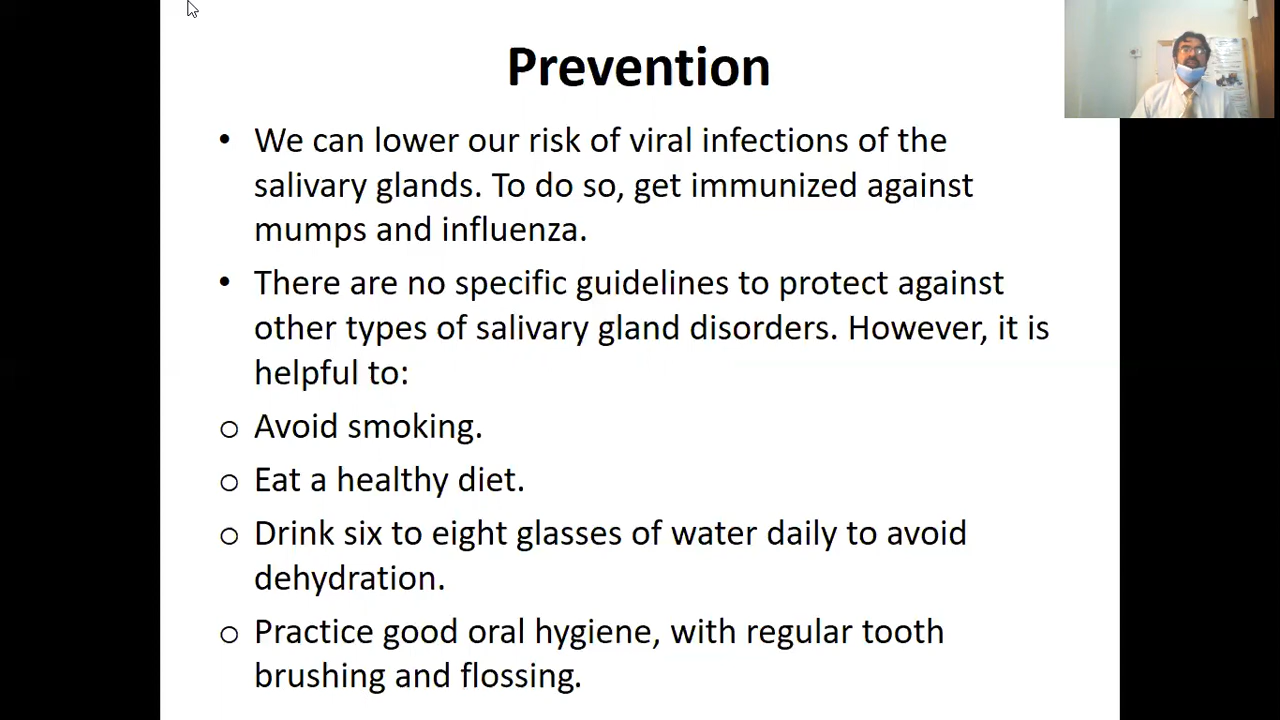 Prevention
• We can lower our risk of viral infections of the
salivary glands. To do so, get immunized against
mumps and influenza.
• There are no specific guidelines to protect against
other types of salivary gland disorders. However, it is
helpful to:
o Avoid smoking.
o Eat a healthy diet.
o Drink six to eight glasses of water daily to avoid
dehydration.
o Practice good oral hygiene, with regular tooth
brushing and flossing.